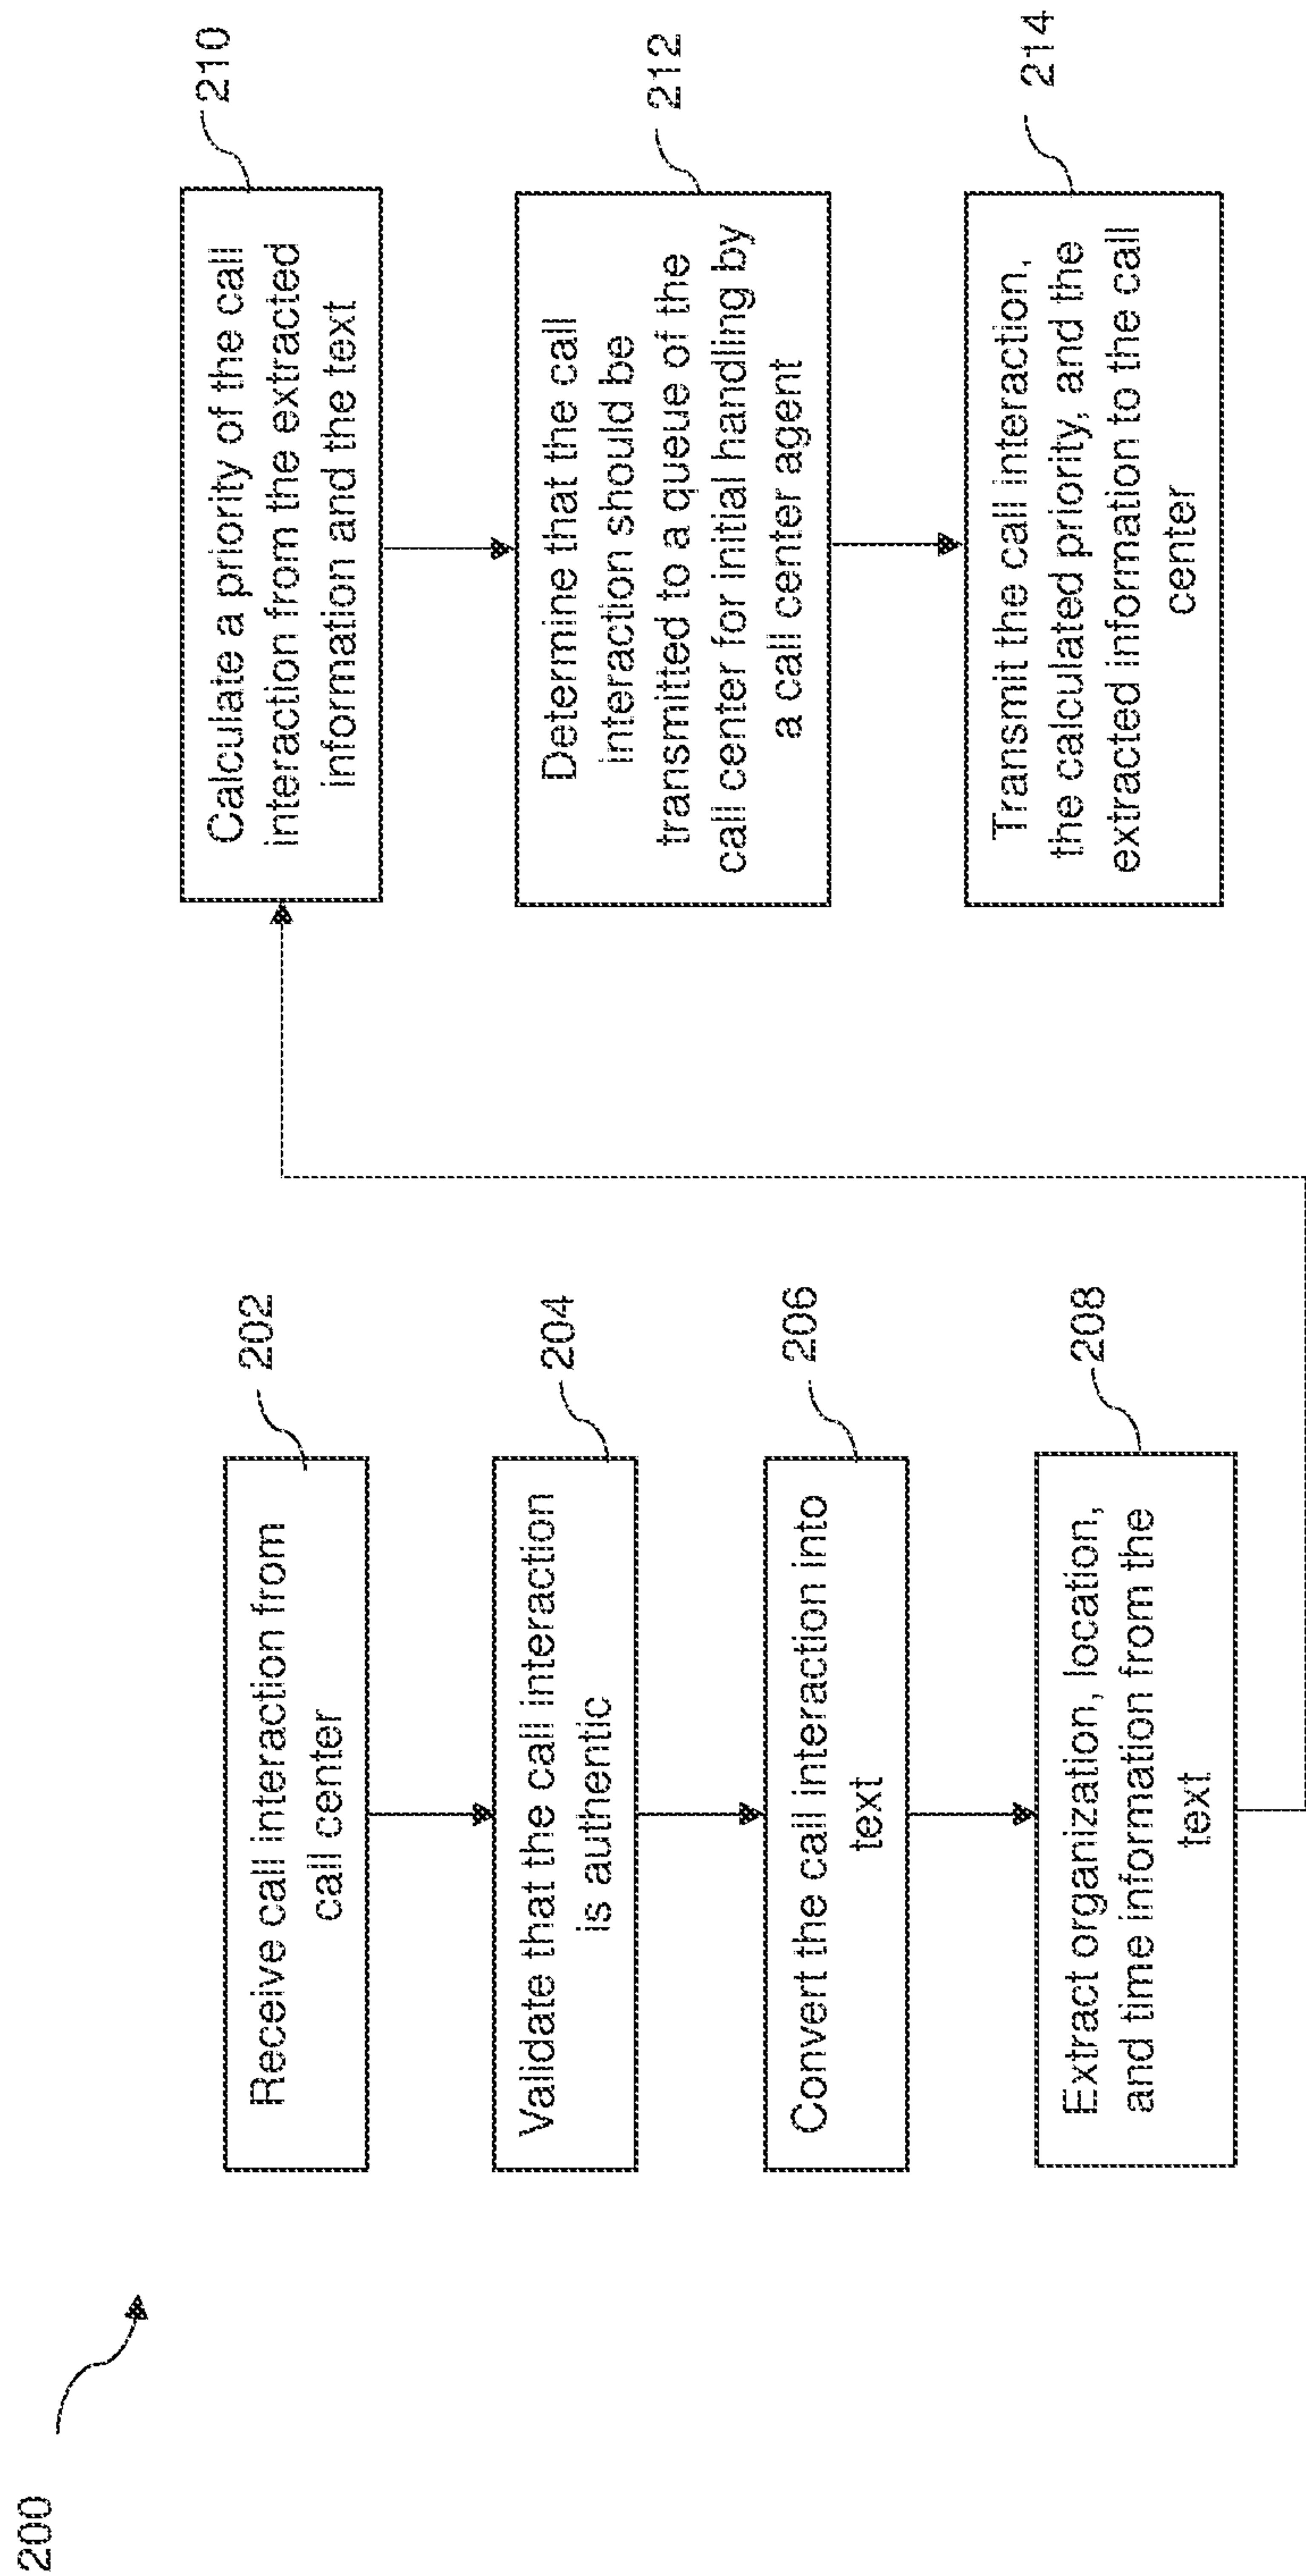 200
Receive call interaction from
call center
202
Validate that the call interaction
is authentic
204
Convert the call interaction into
text
206
Extract organization, location,
and time information from the
text
208
Calculate a priority of the call
interaction from the extracted
information and the text
210
Determine that the call
interaction should be
transmitted to a queue of the
call center for initial handling by
a call center agent
212
Transmit the call interaction,
the calculated priority, and the
extracted information to the call
center
214